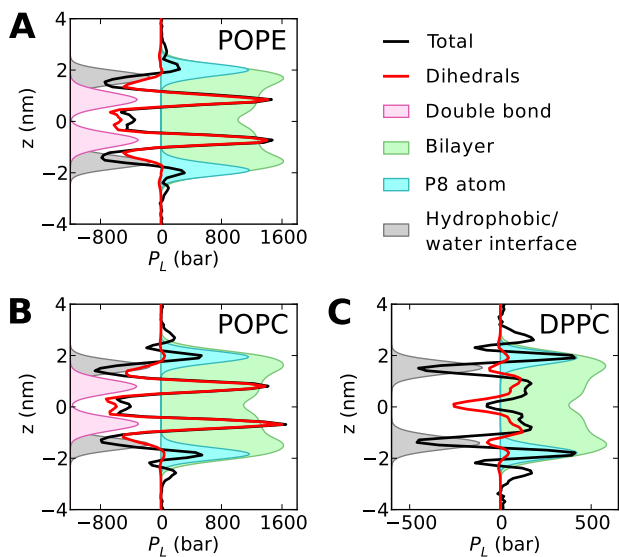 A
POPE
4
2
0
−2
−4
z (nm)
−800 0 800 1600
P_L (bar)
Total
Dihedrals
Double bond
Bilayer
P8 atom
Hydrophobic/
water interface
B
POPC
4
2
0
−2
−4
z (nm)
−800 0 800 1600
P_L (bar)
C
DPPC
4
2
0
−2
−4
z (nm)
−500 0 500
P_L (bar)